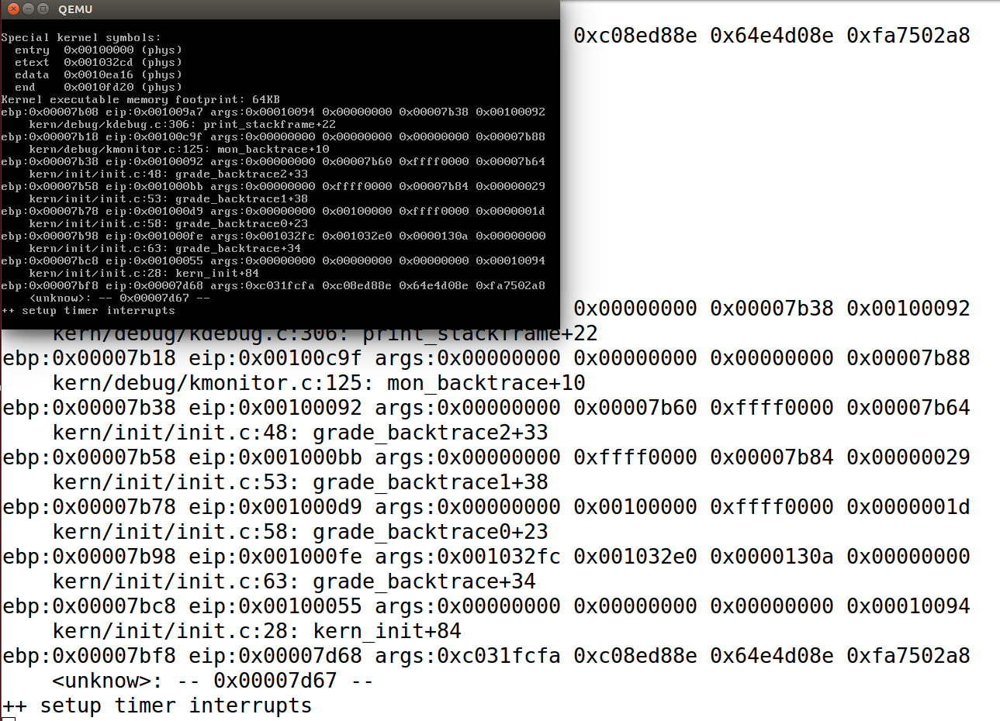 QEMU
Special kernel symbols:
  entry  0x00100000 (phys)
  etext  0x001032cd (phys)
  edata  0x0010ea16 (phys)
  end    0x0010fd20 (phys)
Kernel executable memory footprint: 64KB
ebp:0x00007b08 eip:0x001009a7 args:0x00010094 0x00000000 0x00007b38 0x00100092
    kern/debug/kdebug.c:306: print_stackframe+22
ebp:0x00007b18 eip:0x00100c9f args:0x00000000 0x00000000 0x00000000 0x00007b88
    kern/debug/kmonitor.c:125: mon_backtrace+10
ebp:0x00007b38 eip:0x00100092 args:0x00000000 0x00007b60 0xffff0000 0x00007b64
    kern/init/init.c:48: grade_backtrace2+33
ebp:0x00007b58 eip:0x001000bb args:0x00000000 0xffff0000 0x00007b84 0x00000029
    kern/init/init.c:53: grade_backtrace1+38
ebp:0x00007b78 eip:0x001000d9 args:0x00000000 0x00100000 0xffff0000 0x0000001d
    kern/init/init.c:58: grade_backtrace0+23
ebp:0x00007b98 eip:0x001000fe args:0x001032fc 0x001032e0 0x0000130a 0x00000000
    kern/init/init.c:63: grade_backtrace+34
ebp:0x00007bc8 eip:0x00100055 args:0x00000000 0x00000000 0x00000000 0x00010094
    kern/init/init.c:28: kern_init+84
ebp:0x00007bf8 eip:0x00007d68 args:0xc031fcfa 0xc08ed88e 0x64e4d08e 0xfa7502a8
    <unknow>: -- 0x00007d67 --
++ setup timer interrupts
0xc08ed88e 0x64e4d08e 0xfa7502a8
0x00000000 0x00007b38 0x00100092
    kern/debug/kdebug.c:306: print_stackframe+22
ebp:0x00007b18 eip:0x00100c9f args:0x00000000 0x00000000 0x00000000 0x00007b88
    kern/debug/kmonitor.c:125: mon_backtrace+10
ebp:0x00007b38 eip:0x00100092 args:0x00000000 0x00007b60 0xffff0000 0x00007b64
    kern/init/init.c:48: grade_backtrace2+33
ebp:0x00007b58 eip:0x001000bb args:0x00000000 0xffff0000 0x00007b84 0x00000029
    kern/init/init.c:53: grade_backtrace1+38
ebp:0x00007b78 eip:0x001000d9 args:0x00000000 0x00100000 0xffff0000 0x0000001d
    kern/init/init.c:58: grade_backtrace0+23
ebp:0x00007b98 eip:0x001000fe args:0x001032fc 0x001032e0 0x0000130a 0x00000000
    kern/init/init.c:63: grade_backtrace+34
ebp:0x00007bc8 eip:0x00100055 args:0x00000000 0x00000000 0x00000000 0x00010094
    kern/init/init.c:28: kern_init+84
ebp:0x00007bf8 eip:0x00007d68 args:0xc031fcfa 0xc08ed88e 0x64e4d08e 0xfa7502a8
    <unknow>: -- 0x00007d67 --
++ setup timer interrupts